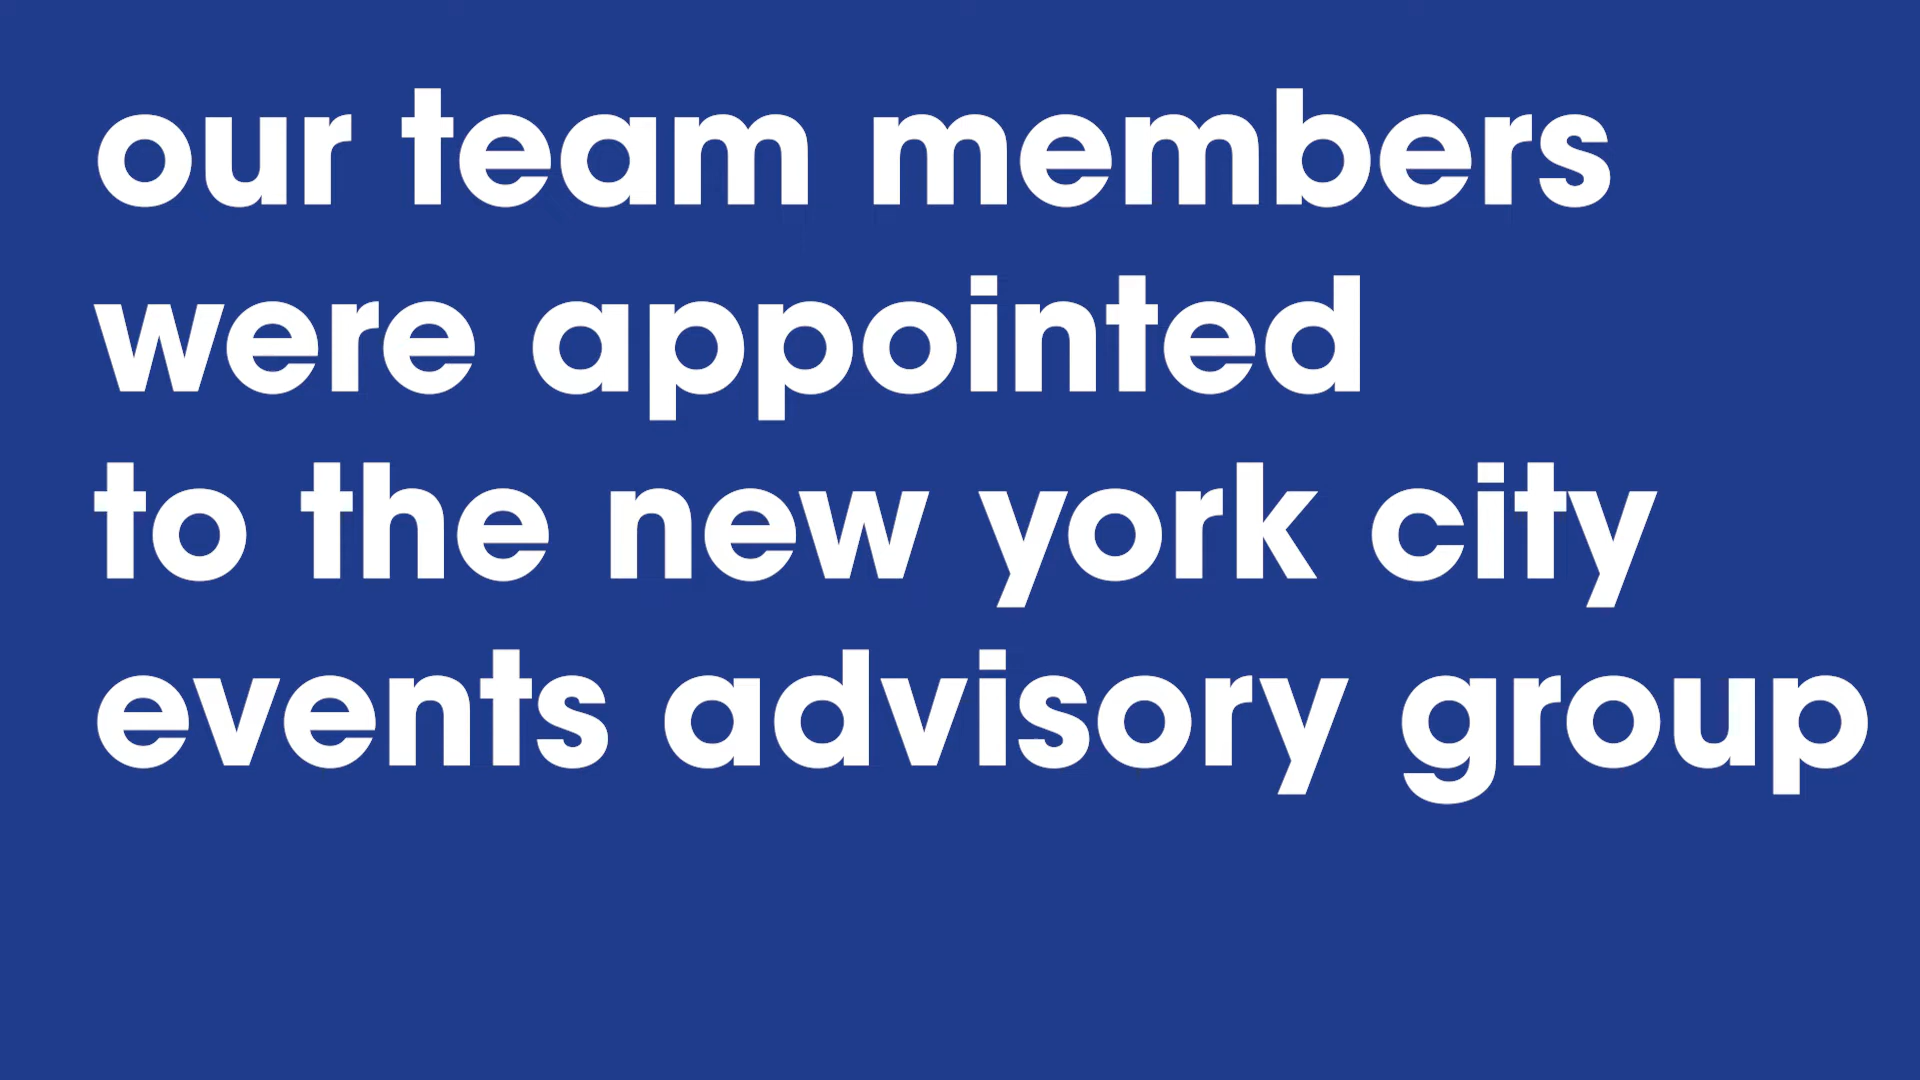 our team members
were appointed
to the new york city
events advisory group